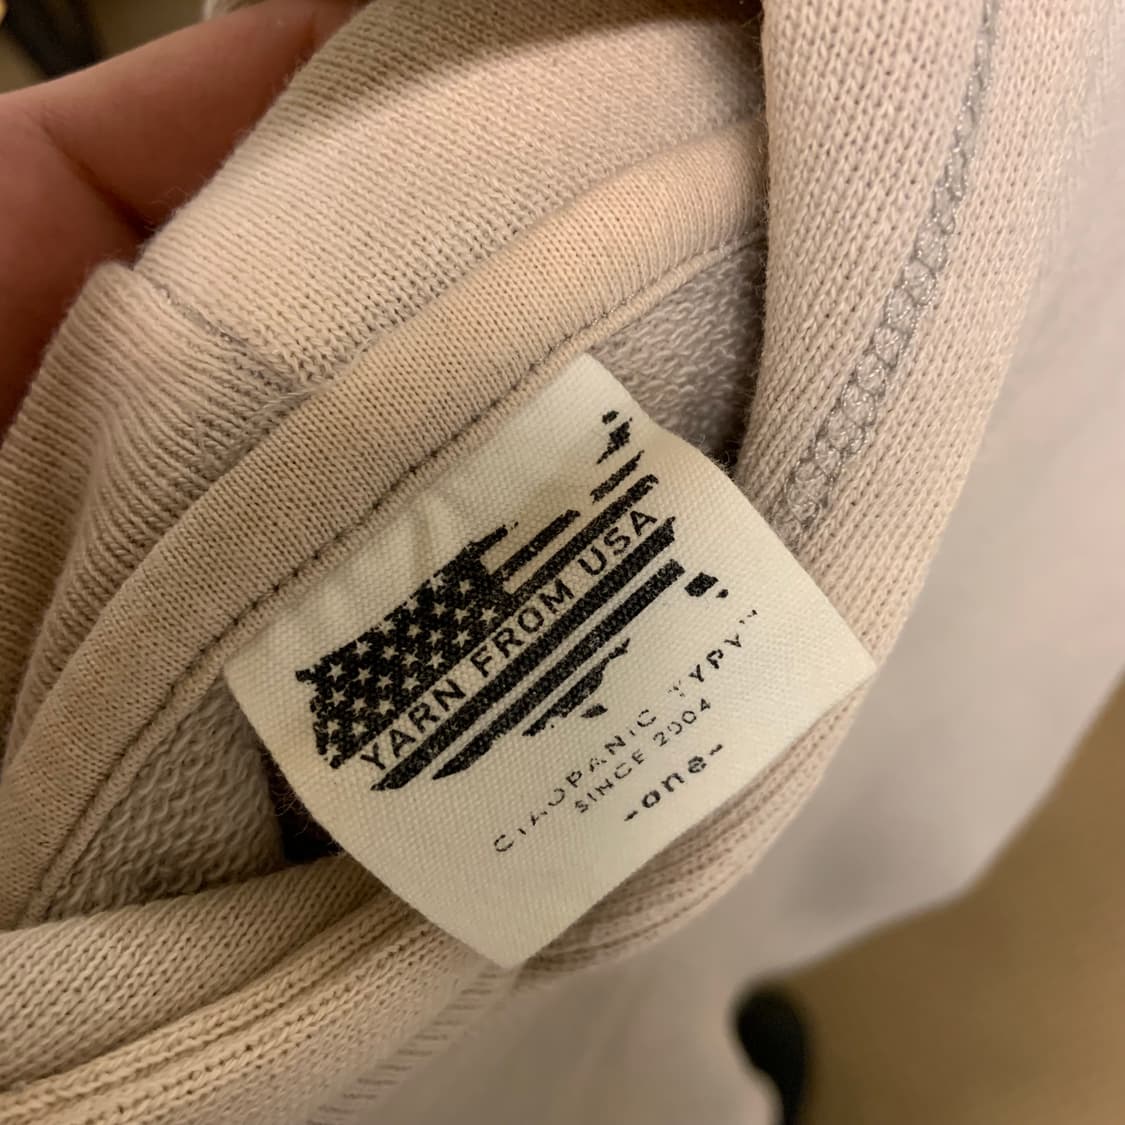 YARN FROM USA
CIAOPANIC "TYPY"
SINCE 2004
-one-